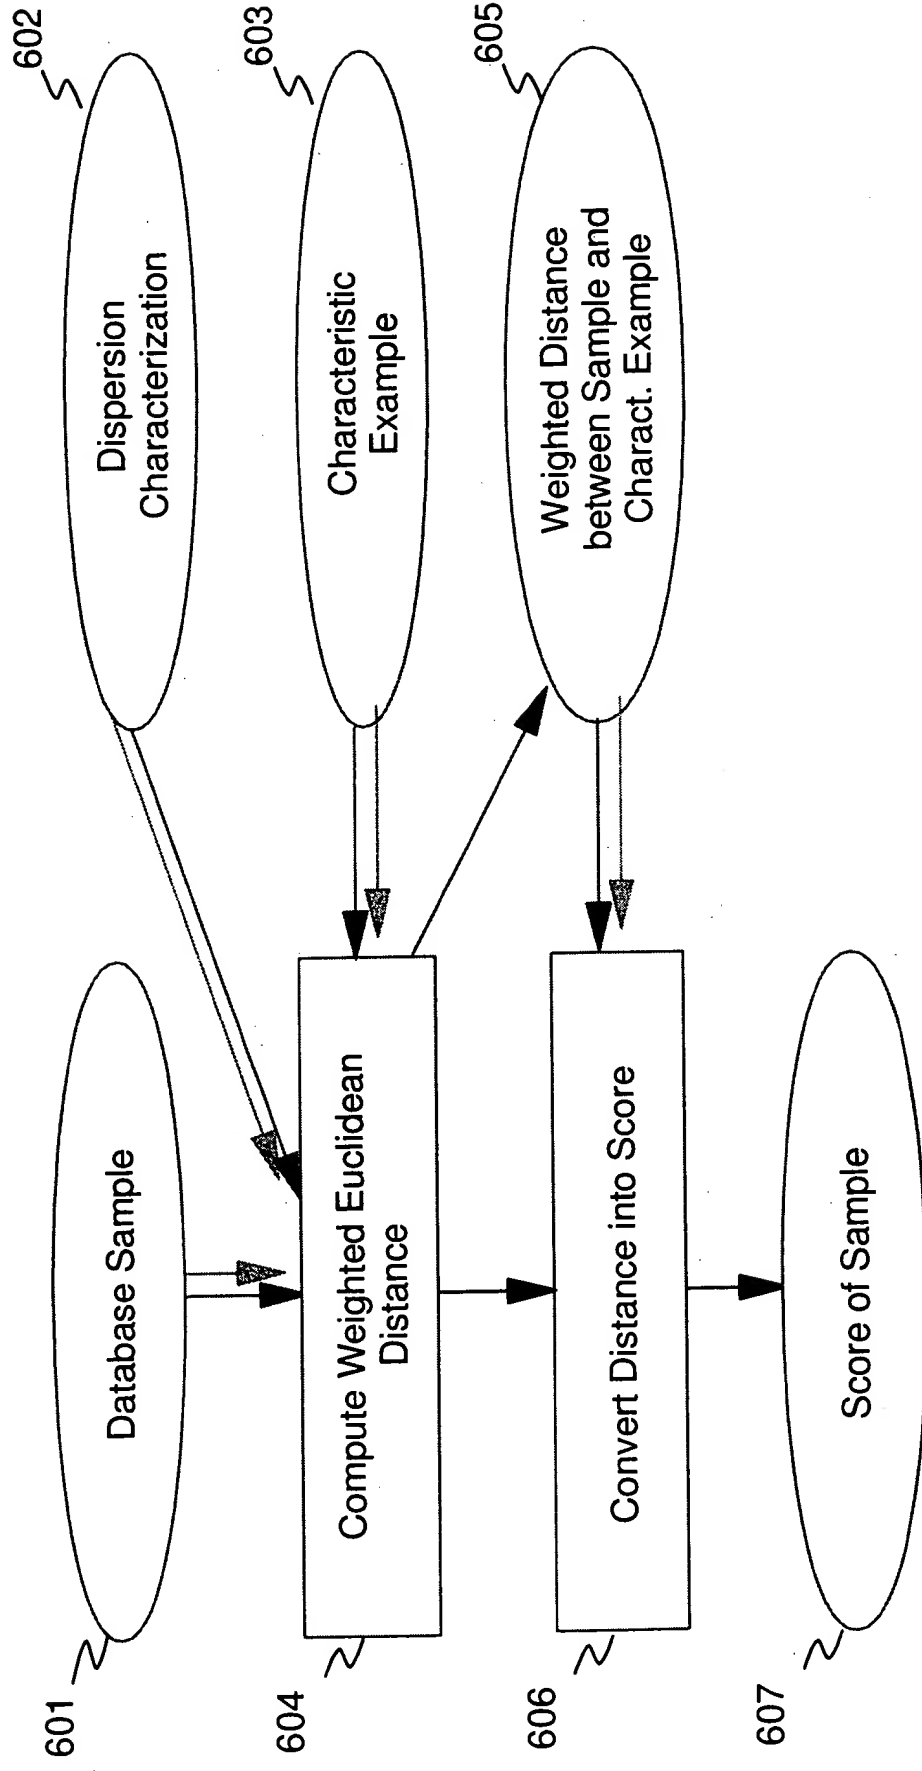 601
Database Sample
602
Dispersion
Characterization
603
Characteristic
Example
604
Compute Weighted Euclidean
Distance
605
Weighted Distance
between Sample and
Charact. Example
606
Convert Distance into Score
607
Score of Sample